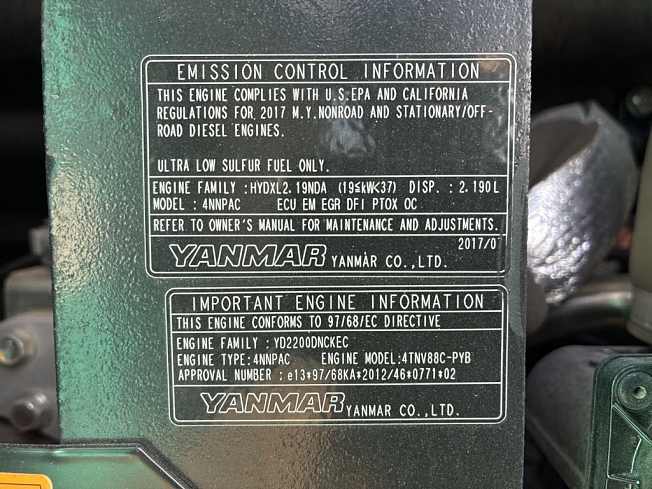 EMISSION CONTROL INFORMATION
THIS ENGINE COMPLIES WITH U.S.EPA AND CALIFORNIA
REGULATIONS FOR 2017 M.Y.NONROAD AND STATIONARY/OFF-
ROAD DIESEL ENGINES.
ULTRA LOW SULFUR FUEL ONLY.
ENGINE FAMILY :HYDXL2.19NDA (19≤kW<37) DISP. : 2.190L
MODEL : 4NNPAC ECU EM EGR DFI PTOX OC
REFER TO OWNER'S MANUAL FOR MAINTENANCE AND ADJUSTMENTS.
2017/0
YANMAR YANMAR CO.,LTD.
IMPORTANT ENGINE INFORMATION
THIS ENGINE CONFORMS TO 97/68/EC DIRECTIVE
ENGINE FAMILY : YD2200DNCKEC
ENGINE TYPE:4NNPAC ENGINE MODEL:4TNV88C-PYB
APPROVAL NUMBER :e13*97/68KA*2012/46*0771*02
YANMAR YANMAR CO.,LTD.